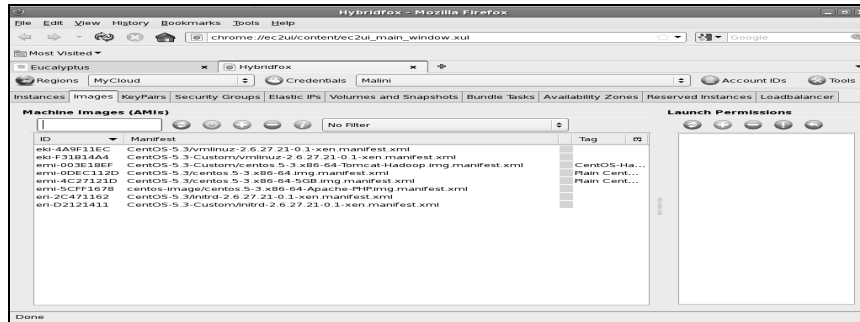 Hybridfox - Mozilla Firefox
File Edit View History Bookmarks Tools Help
chrome://ec2ui/content/ec2ui_main_window.xul
Google
Most Visited
Eucalyptus
Hybridfox
Regions MyCloud Credentials Malini Account IDs Tools
Instances Images KeyPairs Security Groups Elastic IPs Volumes and Snapshots Bundle Tasks Availability Zones Reserved Instances Loadbalancer
Machine Images (AMIs) Launch Permissions
No Filter
ID Manifest Tag
eki-4A9F11EC CentOS-5.3/vmlinuz-2.6.27.21-0.1-xen.manifest.xml
eki-F31B14A4 CentOS-5.3-Custom/vmlinuz-2.6.27.21-0.1-xen.manifest.xml
emi-003E18EF CentOS-5.3-Custom/centos.5-3.x86-64-Tomcat-Hadoop.img.manifest.xml CentOS-Ha...
emi-0DEC112D CentOS-5.3/centos.5-3.x86-64.img.manifest.xml Plain Cent...
emi-4C27121D CentOS-5.3/centos.5-3.x86-64-5GB.img.manifest.xml Plain Cent...
emi-5CFF1678 centos-image/centos.5-3.x86-64-Apache-PHP.img.manifest.xml
eri-2C471162 CentOS-5.3/initrd-2.6.27.21-0.1-xen.manifest.xml
eri-D2121411 CentOS-5.3-Custom/initrd-2.6.27.21-0.1-xen.manifest.xml
Done